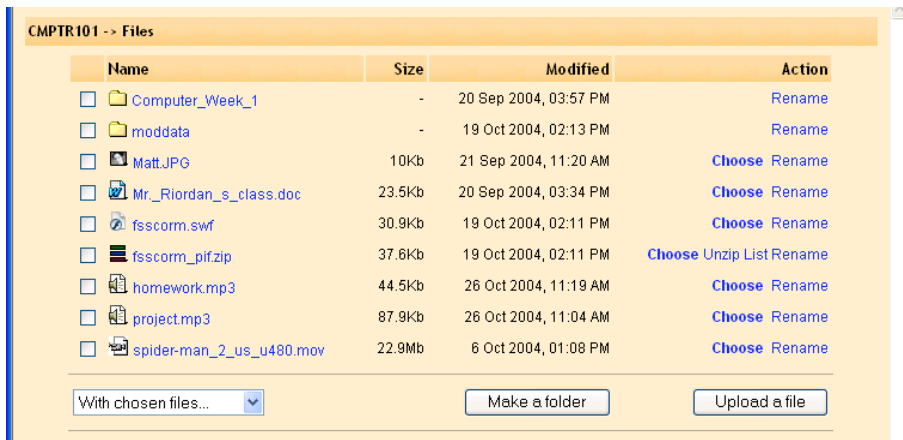 CMPTR101 -> Files
Name Size Modified Action
Computer_Week_1 - 20 Sep 2004, 03:57 PM Rename
moddata - 19 Oct 2004, 02:13 PM Rename
Matt.JPG 10Kb 21 Sep 2004, 11:20 AM Choose Rename
Mr._Riordan_s_class.doc 23.5Kb 20 Sep 2004, 03:34 PM Choose Rename
fsscorm.swf 30.9Kb 19 Oct 2004, 02:11 PM Choose Rename
fsscorm_pif.zip 37.6Kb 19 Oct 2004, 02:11 PM Choose Unzip List Rename
homework.mp3 44.5Kb 26 Oct 2004, 11:19 AM Choose Rename
project.mp3 87.9Kb 26 Oct 2004, 11:04 AM Choose Rename
spider-man_2_us_u480.mov 22.9Mb 6 Oct 2004, 01:08 PM Choose Rename
With chosen files... Make a folder Upload a file